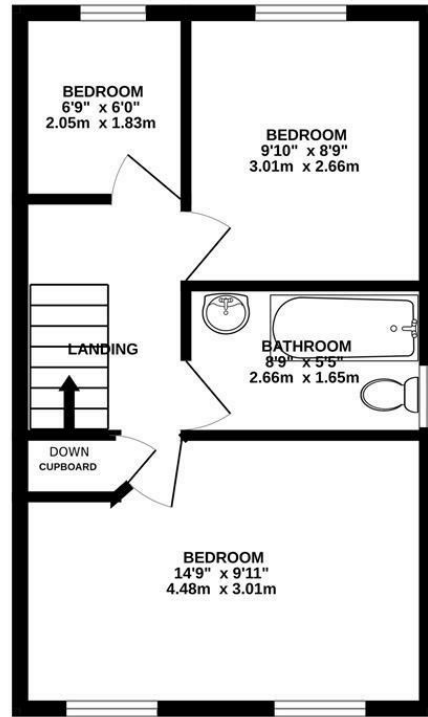 BEDROOM
6'9" x 6'0"
2.05m x 1.83m
BEDROOM
9'10" x 8'9"
3.01m x 2.66m
LANDING
BATHROOM
8'9" x 5'5"
2.66m x 1.65m
DOWN
CUPBOARD
BEDROOM
14'9" x 9'11"
4.48m x 3.01m